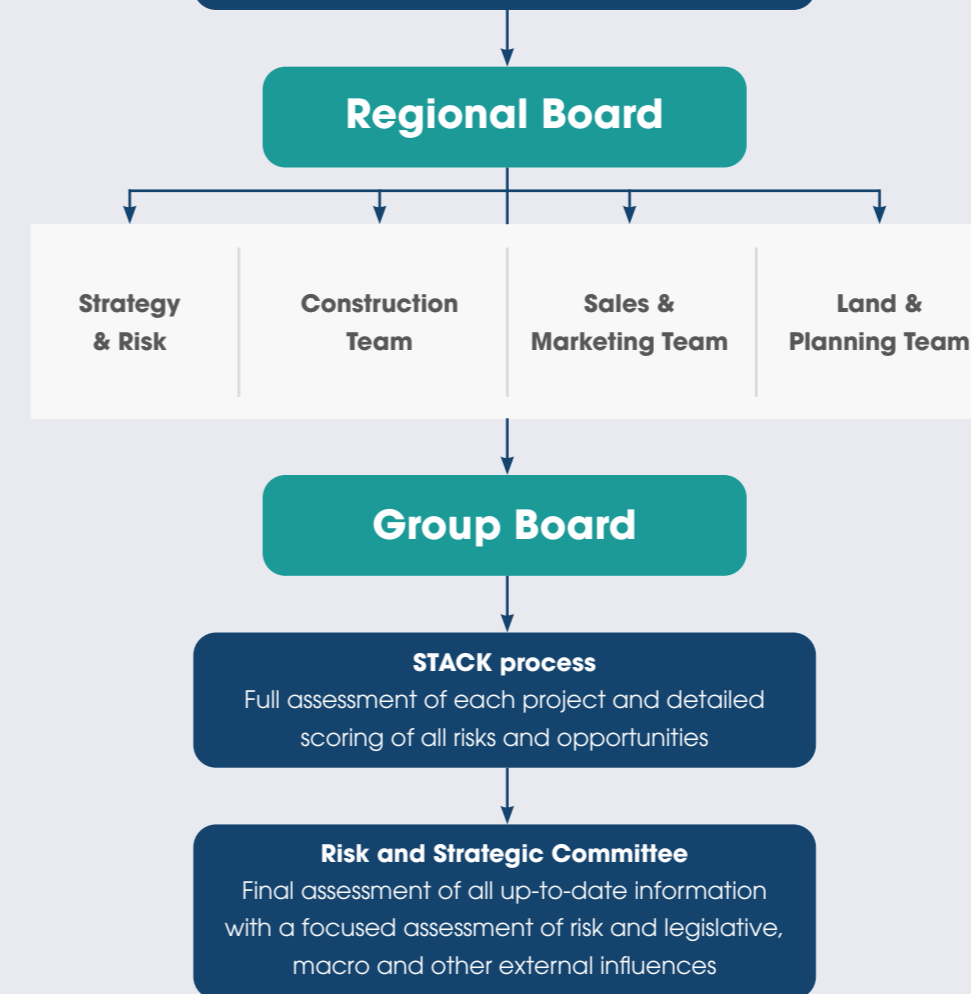 Regional Board
Strategy
& Risk
Construction
Team
Sales &
Marketing Team
Land &
Planning Team
Group Board
STACK process
Full assessment of each project and detailed
scoring of all risks and opportunities
Risk and Strategic Committee
Final assessment of all up-to-date information
with a focused assessment of risk and legislative,
macro and other external influences